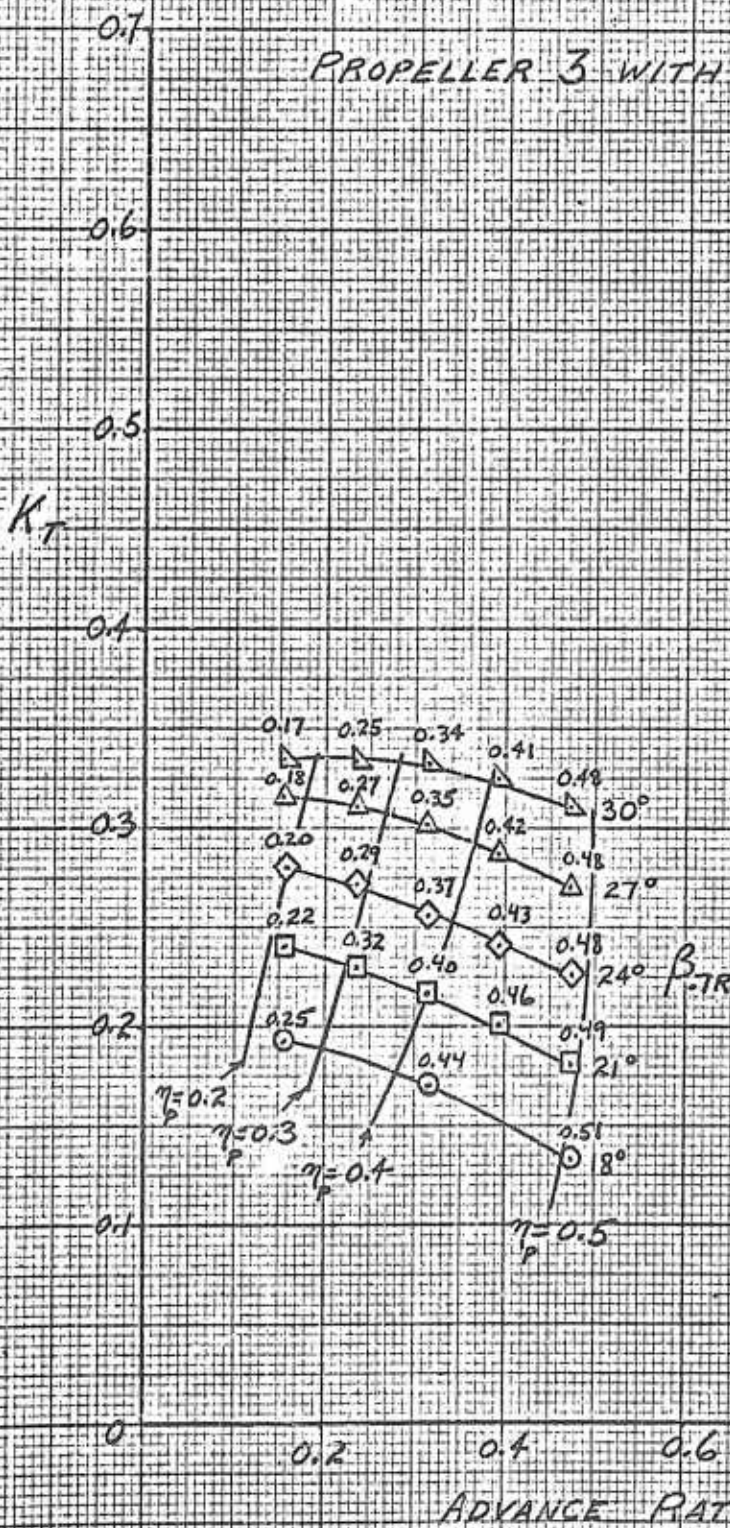 0.7
PROPELLER 3 WITH
0.6
0.5
K_T
0.4
0.17 0.25 0.34 0.41 0.48
30°
0.18 0.27 0.35 0.42 0.48
27°
0.3
0.20 0.29 0.37 0.43 0.48
24°
β.7R
0.22 0.32 0.40 0.46 0.49
21°
0.2
0.25 0.44 0.51
18°
η_p=0.2
η_p=0.3
η_p=0.4
η_p=0.5
0.1
0
0.2 0.4 0.6
ADVANCE RAT